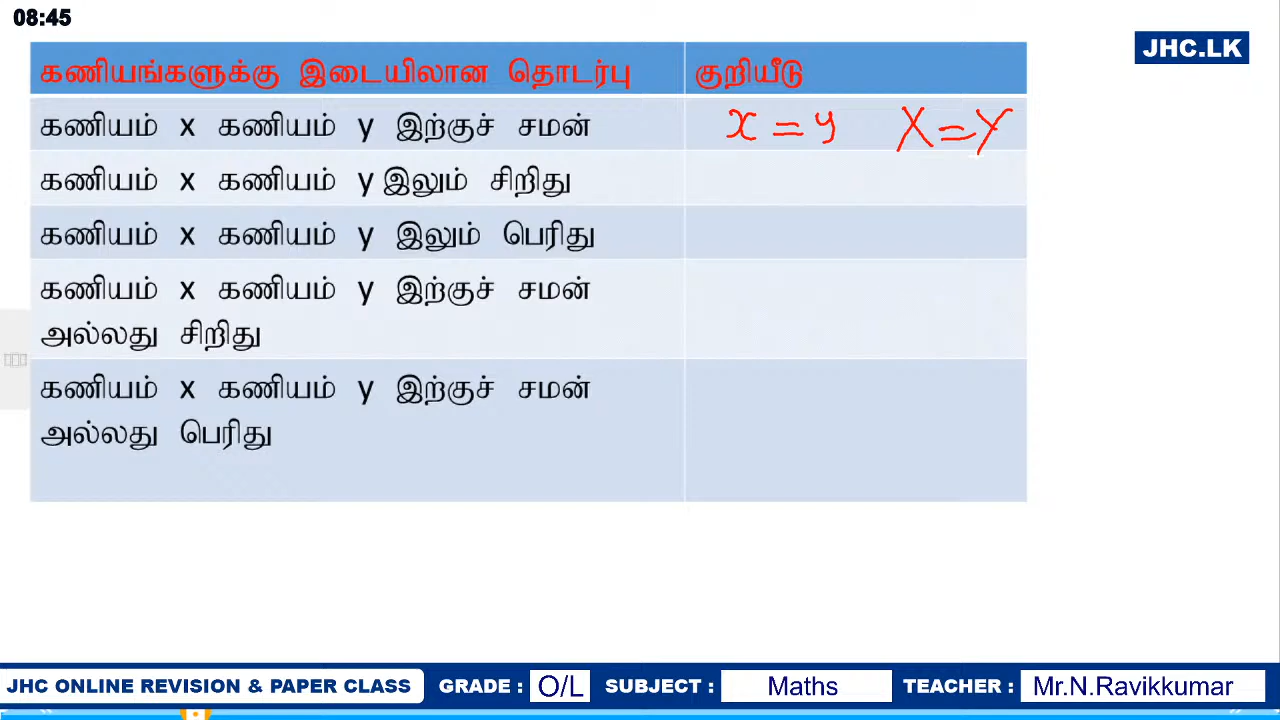 08:45
JHC.LK
கணியங்களுக்கு இடையிலான தொடர்பு குறியீடு
கணியம் x கணியம் y இற்குச் சமன் x = y X = Y
கணியம் x கணியம் y இலும் சிறிது
கணியம் x கணியம் y இலும் பெரிது
கணியம் x கணியம் y இற்குச் சமன்
அல்லது சிறிது
கணியம் x கணியம் y இற்குச் சமன்
அல்லது பெரிது
JHC ONLINE REVISION & PAPER CLASS GRADE : O/L SUBJECT : Maths TEACHER : Mr.N.Ravikkumar